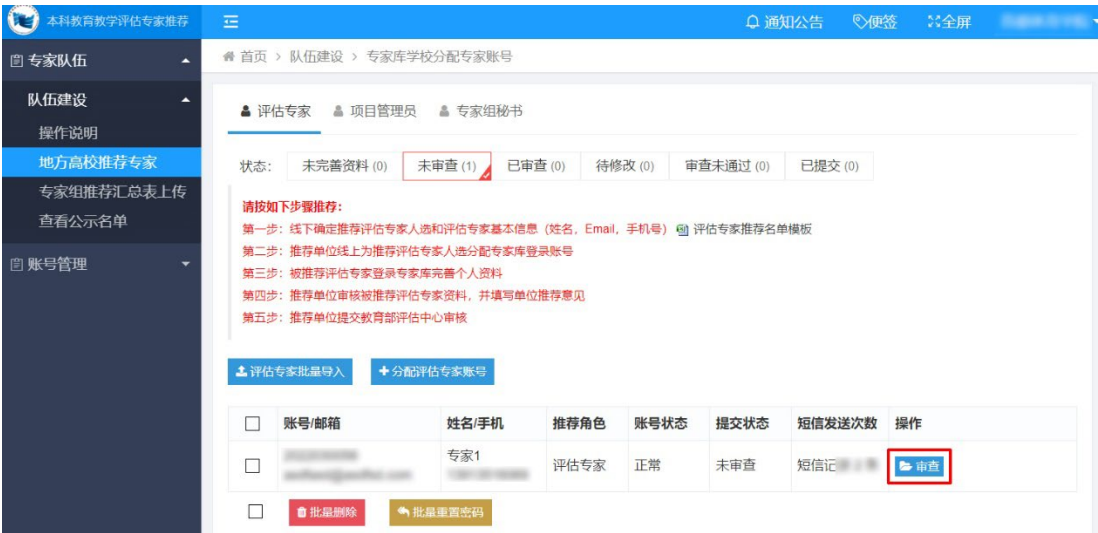 本科教育教学评估专家推荐
通知公告 便签 全屏
专家队伍
首页 > 队伍建设 > 专家库学校分配专家账号
队伍建设
操作说明
地方高校推荐专家
专家组推荐汇总表上传
查看公示名单
账号管理
评估专家 项目管理员 专家组秘书
状态: 未完善资料 (0) 未审查 (1) 已审查 (0) 待修改 (0) 审查未通过 (0) 已提交 (0)
请按如下步骤推荐:
第一步: 线下确定推荐评估专家人选和评估专家基本信息 (姓名, Email, 手机号) 评估专家推荐名单模板
第二步: 推荐单位线上为推荐评估专家人选分配专家库登录账号
第三步: 被推荐评估专家登录专家库完善个人资料
第四步: 推荐单位审核被推荐评估专家资料, 并填写单位推荐意见
第五步: 推荐单位提交教育部评估中心审核
评估专家批量导入 分配评估专家账号
账号/邮箱 姓名/手机 推荐角色 账号状态 提交状态 短信发送次数 操作
专家1
评估专家 正常 未审查 短信记 审查
批量删除 批量重置密码